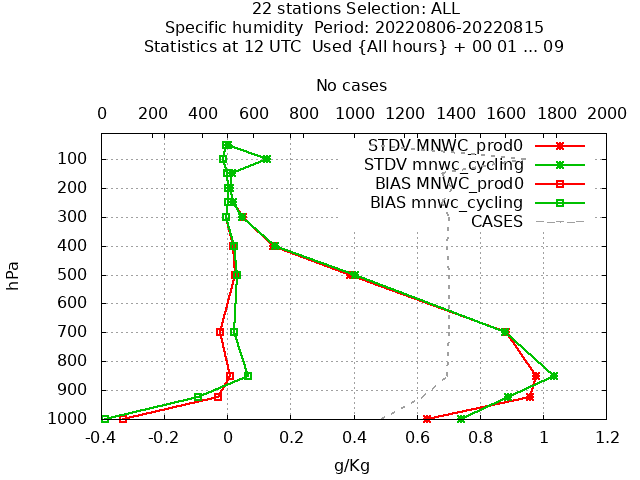 22 stations Selection: ALL
Specific humidity  Period: 20220806-20220815
Statistics at 12 UTC  Used {All hours} + 00 01 ... 09
No cases
0 200 400 600 800 1000 1200 1400 1600 1800 2000
STDV MNWC_prod0
STDV mnwc_cycling
BIAS MNWC_prod0
BIAS mnwc_cycling
CASES
hPa
100
200
300
400
500
600
700
800
900
1000
-0.4 -0.2 0 0.2 0.4 0.6 0.8 1 1.2
g/Kg